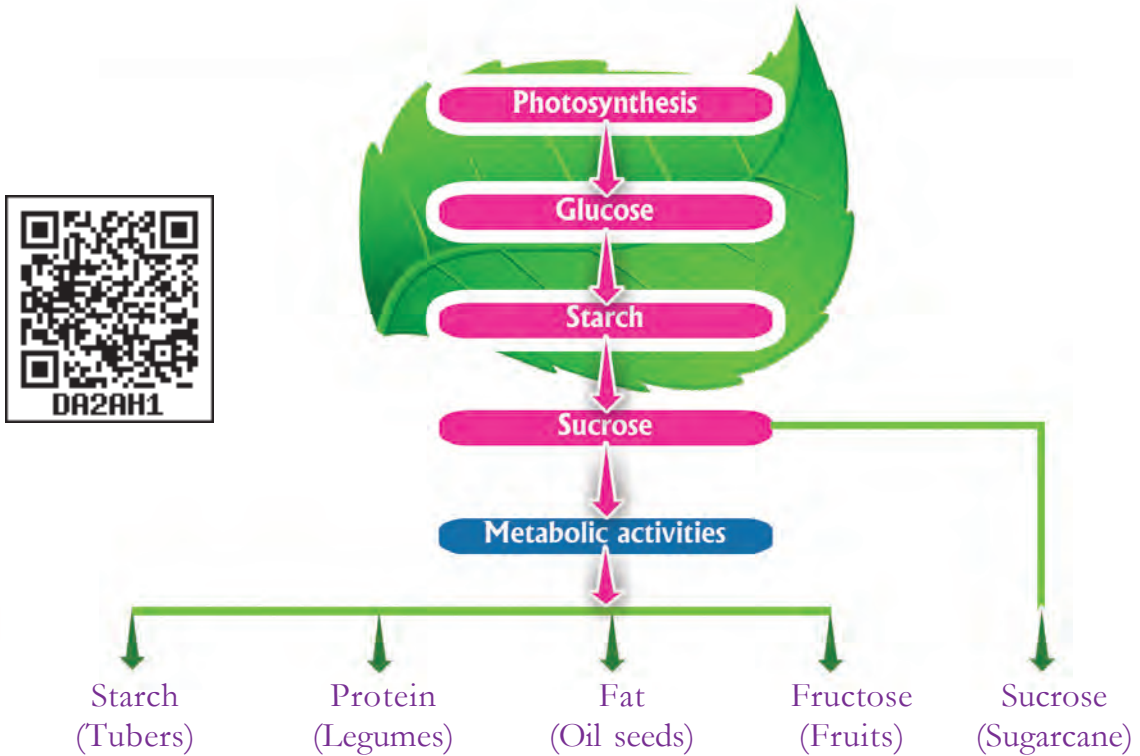 Photosynthesis
Glucose
Starch
DA2AH1
Sucrose
Metabolic activities
Starch
(Tubers)
Protein
(Legumes)
Fat
(Oil seeds)
Fructose
(Fruits)
Sucrose
(Sugarcane)